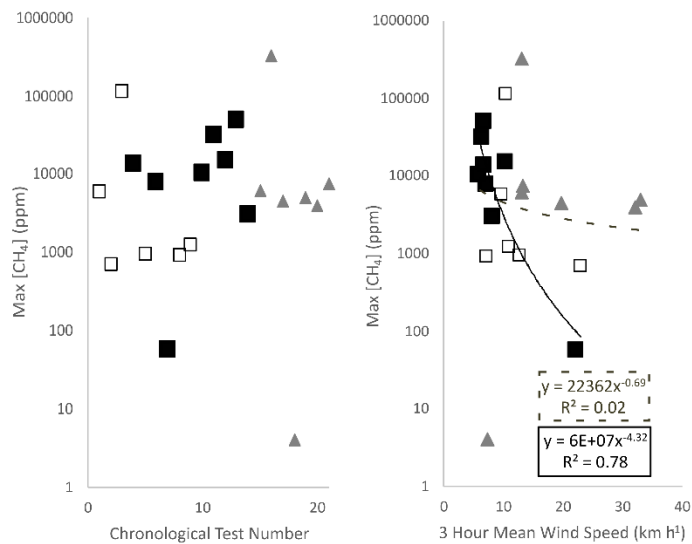 1000000
100000
10000
1000
100
10
1
Max [CH4] (ppm)
0 10 20
Chronological Test Number
1000000
100000
10000
1000
100
10
1
Max [CH4] (ppm)
y = 22362x-0.69
R² = 0.02
y = 6E+07x-4.32
R² = 0.78
0 10 20 30 40
3 Hour Mean Wind Speed (km h1)